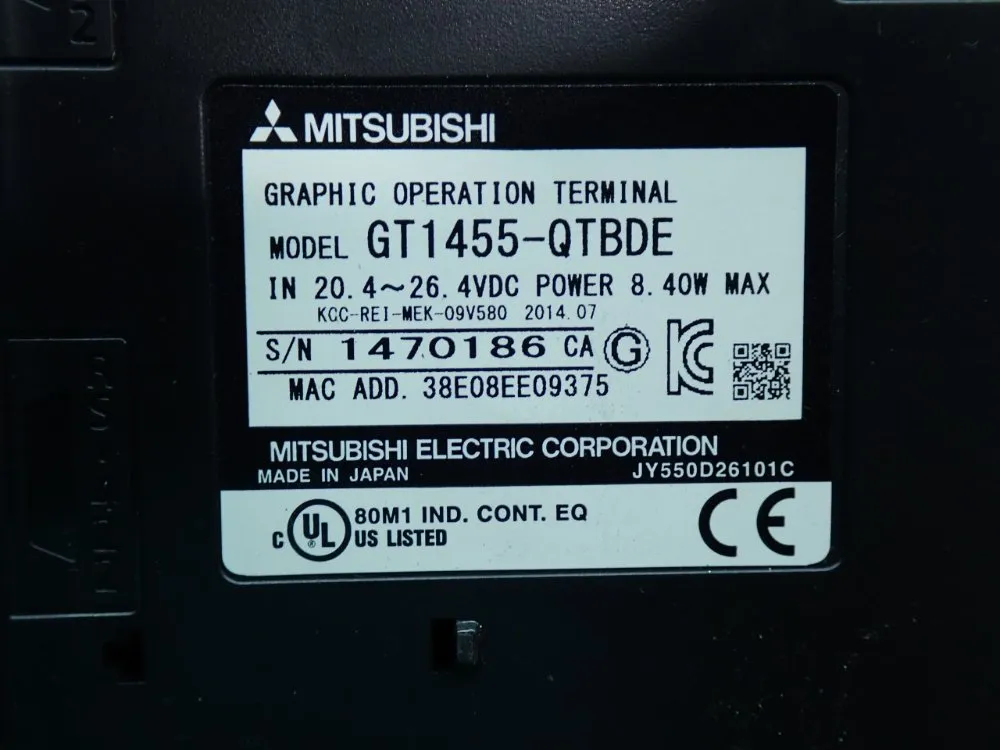 2
MITSUBISHI
GRAPHIC OPERATION TERMINAL
MODEL GT1455-QTBDE
IN 20.4~26.4VDC POWER 8.40W MAX
KCC-REI-MEK-09V580 2014.07
S/N 1470186 CA G
MAC ADD. 38E08EE09375
MITSUBISHI ELECTRIC CORPORATION
MADE IN JAPAN JY550D26101C
C UL ® US LISTED 80M1 IND. CONT. EQ
CE